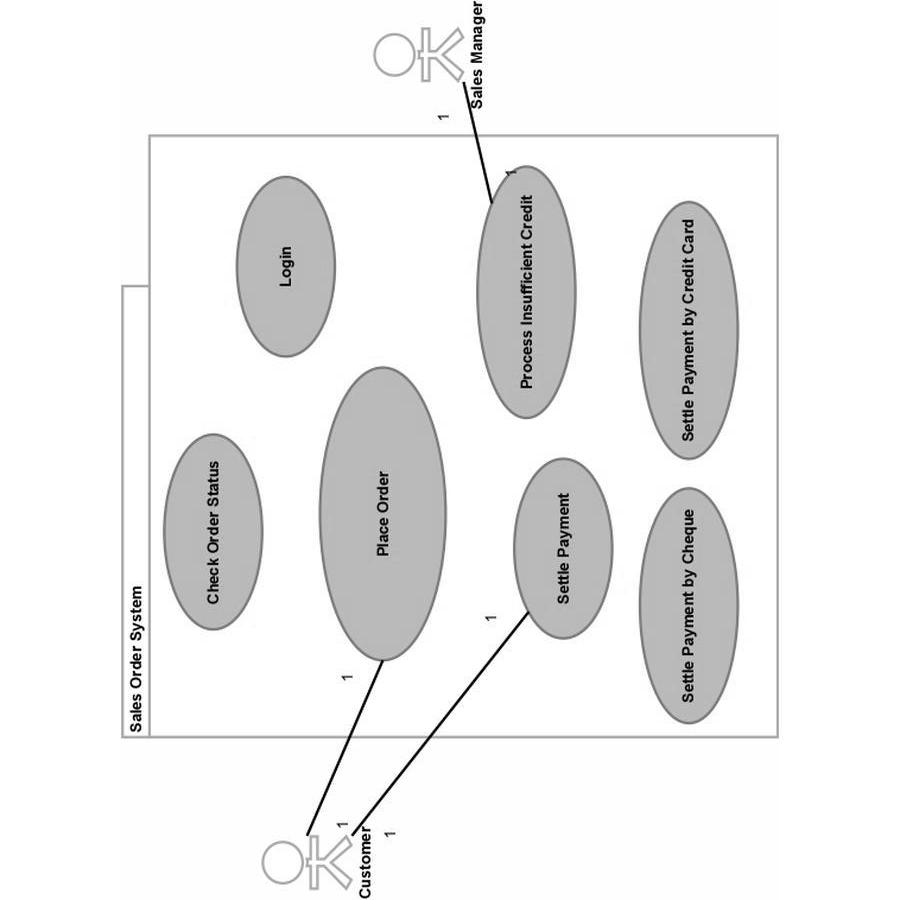 Sales Order System
Check Order Status
Login
Place Order
1
1
Customer
1
1
Settle Payment
Process Insufficient Credit
1
1
Sales Manager
Settle Payment by Cheque
Settle Payment by Credit Card